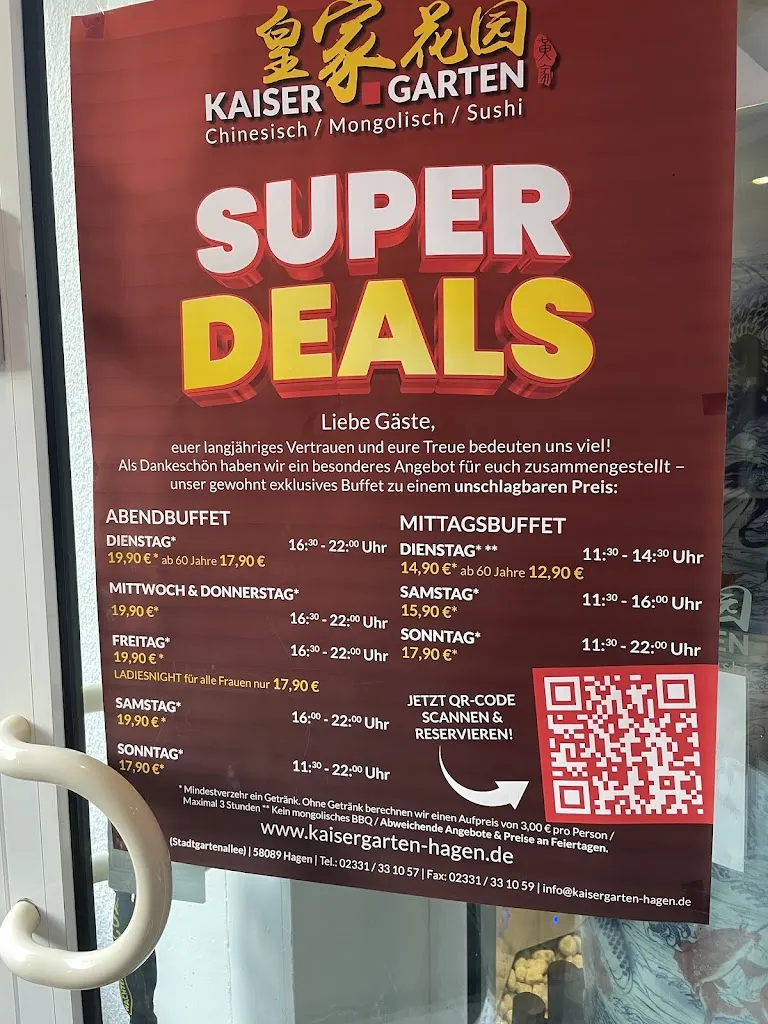 皇家花园
KAISER GARTEN
Chinesisch / Mongolisch / Sushi
SUPER
DEALS
Liebe Gäste,
euer langjähriges Vertrauen und eure Treue bedeuten uns viel!
Als Dankeschön haben wir ein besonderes Angebot für euch zusammengestellt –
unser gewohnt exklusives Buffet zu einem unschlagbaren Preis:
ABENDBUFFET
DIENSTAG* 16:30 - 22:00 Uhr
19,90 €* ab 60 Jahre 17,90 €
MITTWOCH & DONNERSTAG*
19,90 €* 16:30 - 22:00 Uhr
FREITAG* 16:30 - 22:00 Uhr
19,90 €*
LADIESNIGHT für alle Frauen nur 17,90 €
SAMSTAG* 16:00 - 22:00 Uhr
19,90 €*
SONNTAG* 11:30 - 22:00 Uhr
17,90 €*
MITTAGSBUFFET
DIENSTAG* ** 11:30 - 14:30 Uhr
14,90 €* ab 60 Jahre 12,90 €
SAMSTAG* 11:30 - 16:00 Uhr
15,90 €*
SONNTAG* 11:30 - 22:00 Uhr
17,90 €*
JETZT QR-CODE
SCANNEN &
RESERVIEREN!
* Mindestverzehr ein Getränk. Ohne Getränk berechnen wir einen Aufpreis von 3,00 € pro Person /
Maximal 3 Stunden ** Kein mongolisches BBQ / Abweichende Angebote & Preise an Feiertagen.
www.kaisergarten-hagen.de
(Stadtgartenallee) | 58089 Hagen | Tel.: 02331 / 33 10 57 | Fax: 02331 / 33 10 59 | info@kaisergarten-hagen.de